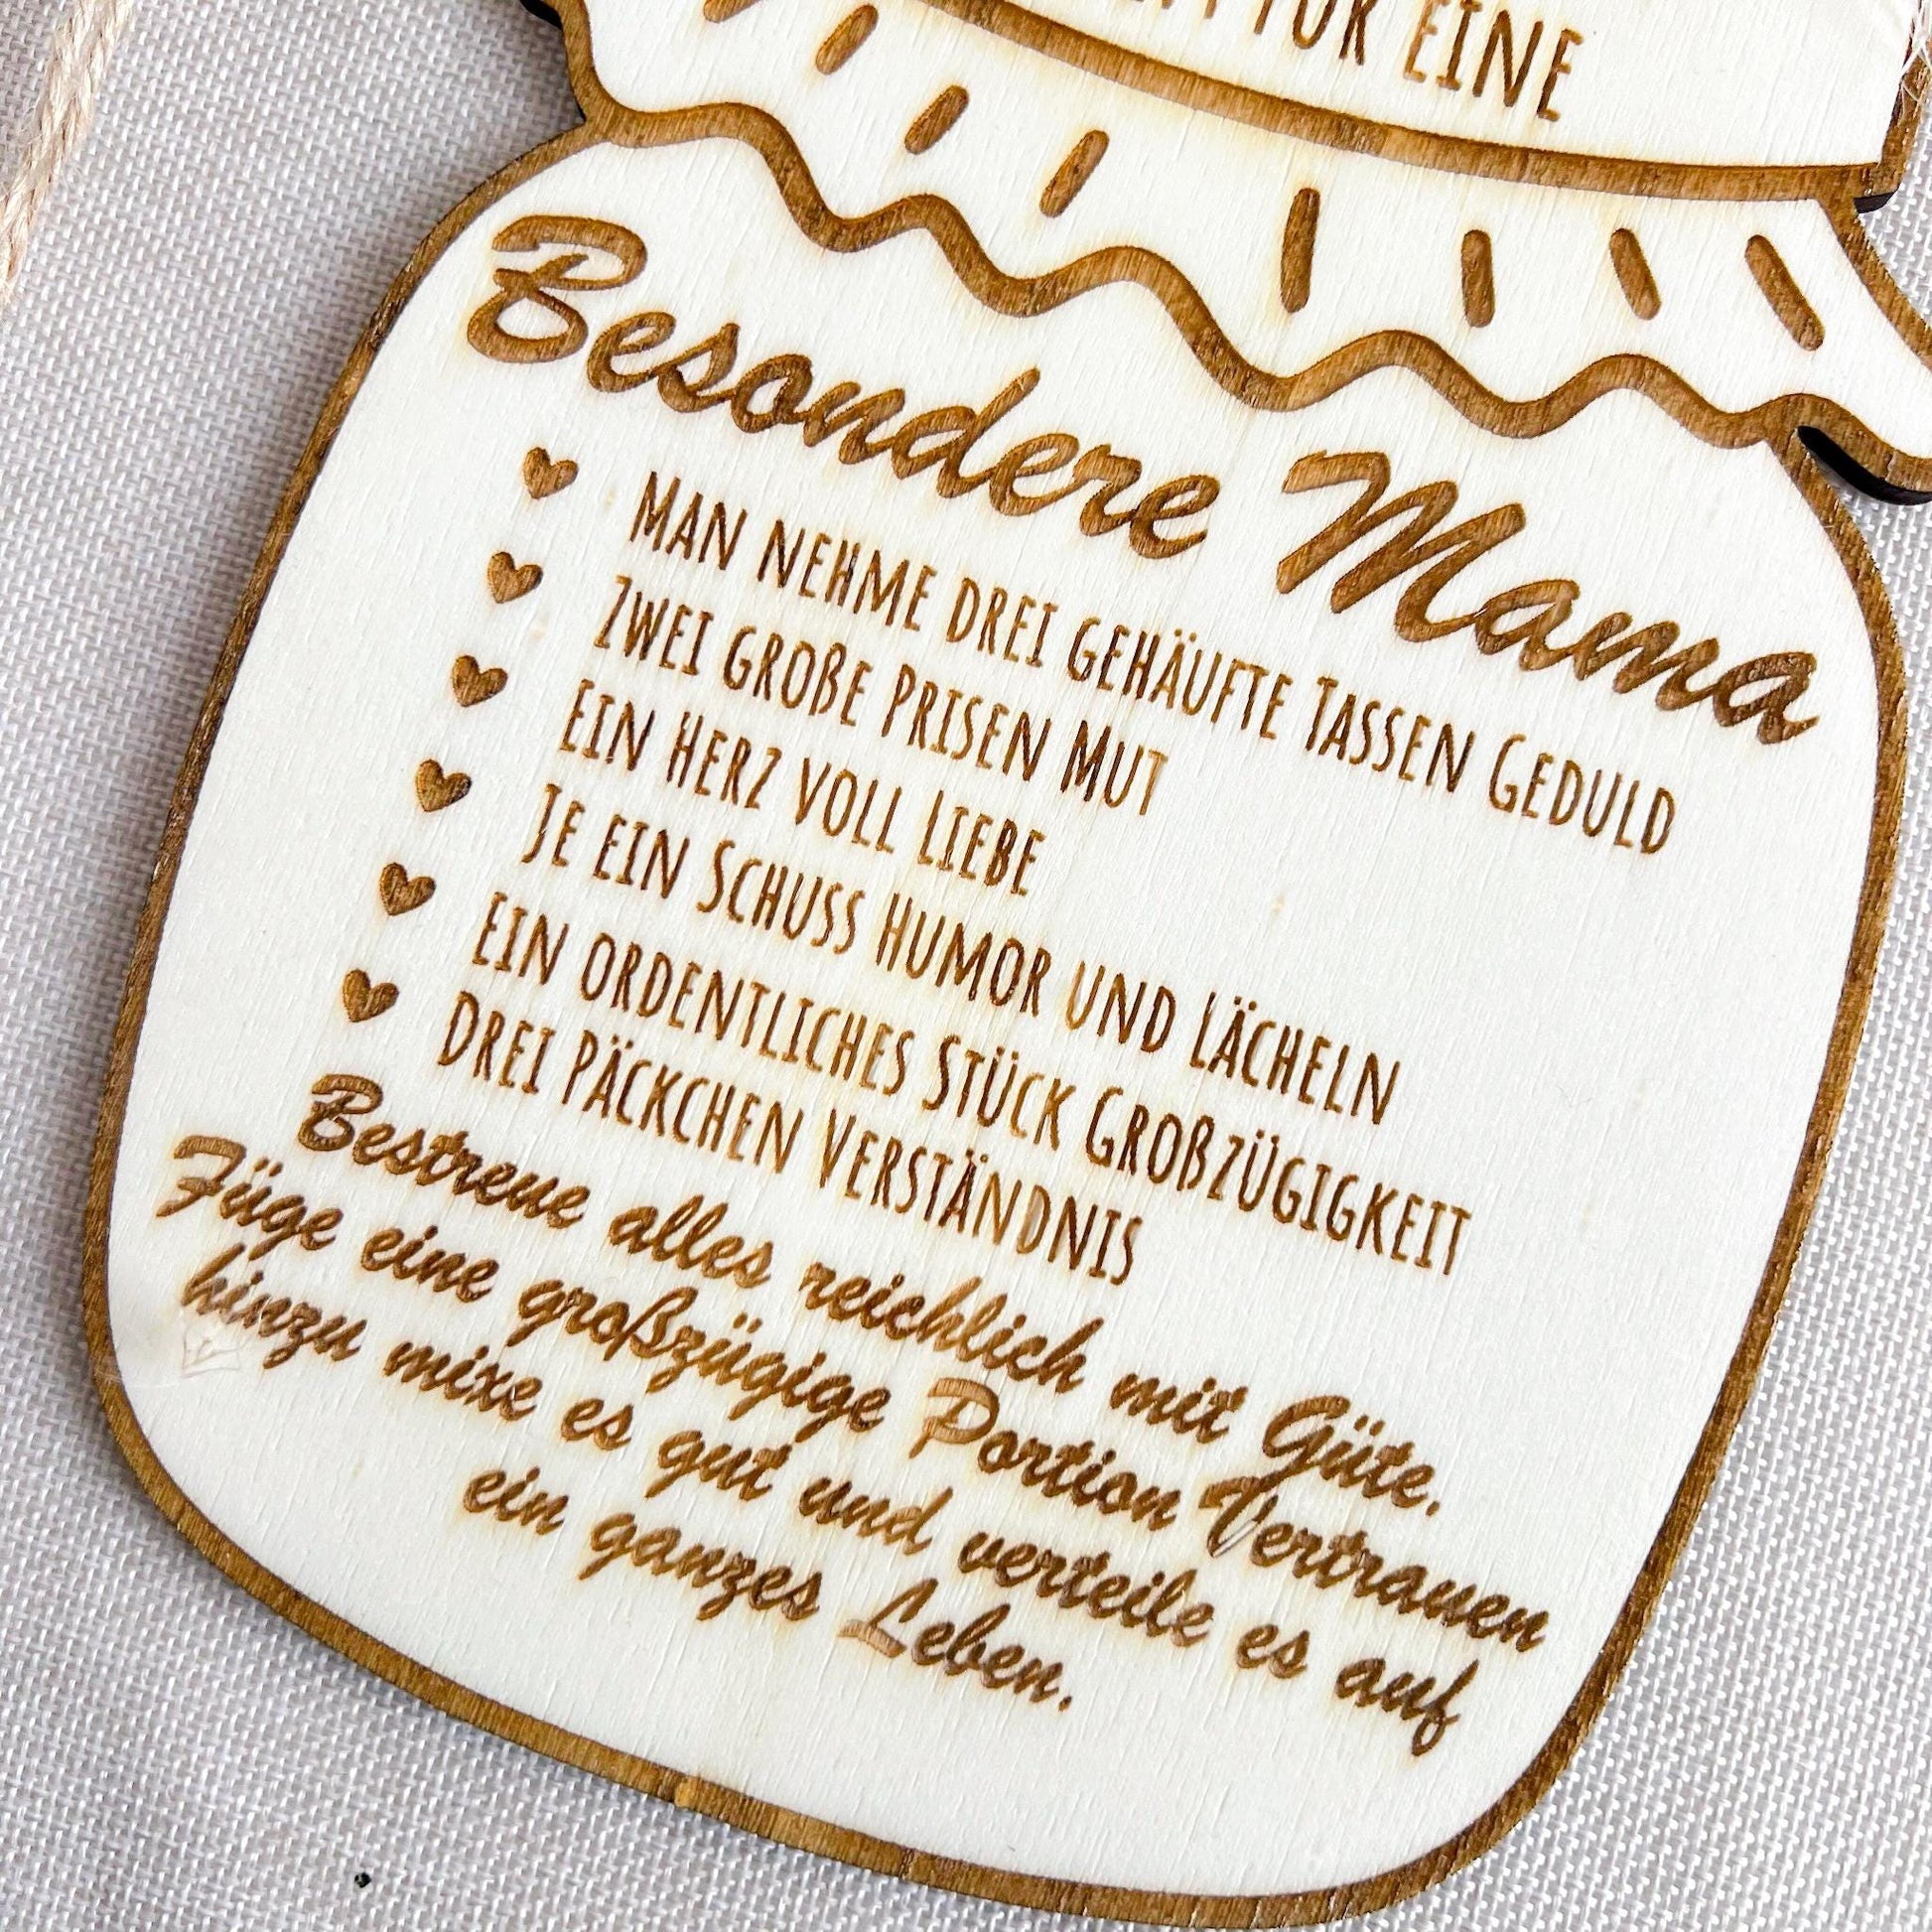 FÜR EINE
Besondere Mama
Man nehme drei gehäufte Tassen Geduld
Zwei große Prisen Mut
Ein Herz voll Liebe
Je ein Schuss Humor und Lächeln
Ein ordentliches Stück Großzügigkeit
Drei Päckchen Verständnis
Bestreue alles reichlich mit Güte.
Füge eine großzügige Portion Vertrauen
hinzu mixe es gut und verteile es auf
ein ganzes Leben.